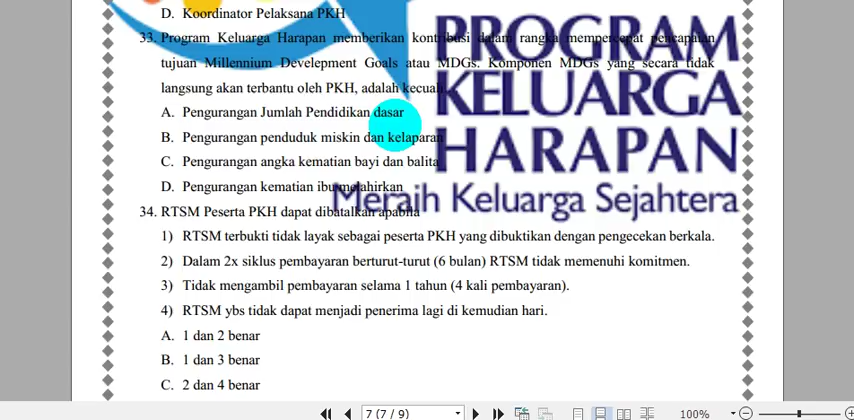 D. Koordinator Pelaksana PKH
33. Program Keluarga Harapan memberikan kontribusi dalam rangka mempercepat pencapaian
tujuan Millennium Develepment Goals atau MDGs. Komponen MDGs yang secara tidak
langsung akan terbantu oleh PKH, adalah kecuali...
A. Pengurangan Jumlah Pendidikan dasar
B. Pengurangan penduduk miskin dan kelaparan
C. Pengurangan angka kematian bayi dan balita
D. Pengurangan kematian ibu melahirkan
34. RTSM Peserta PKH dapat dibatalkan apabila
1) RTSM terbukti tidak layak sebagai peserta PKH yang dibuktikan dengan pengecekan berkala.
2) Dalam 2x siklus pembayaran berturut-turut (6 bulan) RTSM tidak memenuhi komitmen.
3) Tidak mengambil pembayaran selama 1 tahun (4 kali pembayaran).
4) RTSM ybs tidak dapat menjadi penerima lagi di kemudian hari.
A. 1 dan 2 benar
B. 1 dan 3 benar
C. 2 dan 4 benar
PROGRAM
KELUARGA
HARAPAN
Meraih Keluarga Sejahtera
7 (7 / 9)
100%